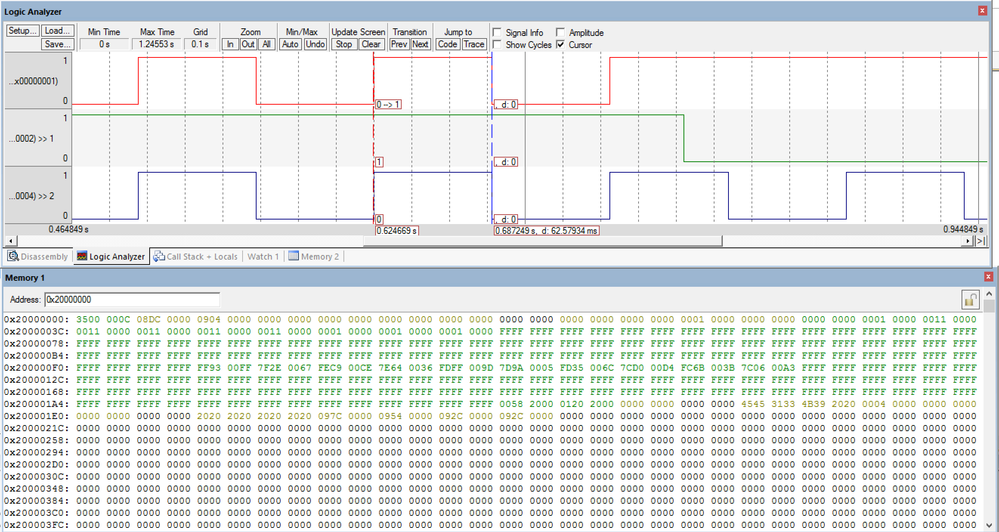 Logic Analyzer
Setup... Load... Min Time Max Time Grid Zoom Min/Max Update Screen Transition Jump to Signal Info Amplitude
Save... 0 s 1.24553 s 0.1 s In Out All Auto Undo Stop Clear Prev Next Code Trace Show Cycles Cursor
1
...x00000001)
0 0 --> 1 , d: 0
1
...0002) >> 1
0 1 , d: 0
1
...0004) >> 2
0 0 , d: 0
0.464849 s 0.624669 s 0.687249 s, d: 62.57934 ms 0.944849 s
Disassembly Logic Analyzer Call Stack + Locals Watch 1 Memory 2
Memory 1
Address: 0x20000000
0x20000000: 3500 000C 08DC 0000 0904 0000 0000 0000 0000 0000 0000 0000 0000 0000 0000 0000 0000 0000 0000 0000 0001 0000 0000 0000 0000 0000 0001 0000 0011 0000
0x2000003C: 0011 0000 0011 0000 0011 0000 0011 0000 0001 0000 0001 0000 0001 0000 FFFF FFFF FFFF FFFF FFFF FFFF FFFF FFFF FFFF FFFF FFFF FFFF FFFF FFFF FFFF FFFF
0x20000078: FFFF FFFF FFFF FFFF FFFF FFFF FFFF FFFF FFFF FFFF FFFF FFFF FFFF FFFF FFFF FFFF FFFF FFFF FFFF FFFF FFFF FFFF FFFF FFFF FFFF FFFF FFFF FFFF FFFF FFFF
0x200000B4: FFFF FFFF FFFF FFFF FFFF FFFF FFFF FFFF FFFF FFFF FFFF FFFF FFFF FFFF FFFF FFFF FFFF FFFF FFFF FFFF FFFF FFFF FFFF FFFF FFFF FFFF FFFF FFFF FFFF FFFF
0x200000F0: FFFF FFFF FFFF FFFF FF93 00FF 7F2E 0067 FEC9 00CE 7E64 0036 FDFF 009D 7D9A 0005 FD35 006C 7CD0 00D4 FC6B 003B 7C06 00A3 FFFF FFFF FFFF FFFF FFFF FFFF
0x2000012C: FFFF FFFF FFFF FFFF FFFF FFFF FFFF FFFF FFFF FFFF FFFF FFFF FFFF FFFF FFFF FFFF FFFF FFFF FFFF FFFF FFFF FFFF FFFF FFFF FFFF FFFF FFFF FFFF FFFF FFFF
0x20000168: FFFF FFFF FFFF FFFF FFFF FFFF FFFF FFFF FFFF FFFF FFFF FFFF FFFF FFFF FFFF FFFF FFFF FFFF FFFF FFFF FFFF FFFF FFFF FFFF FFFF FFFF FFFF FFFF FFFF FFFF
0x200001A4: FFFF FFFF FFFF FFFF FFFF FFFF FFFF FFFF FFFF FFFF FFFF FFFF FFFF FFFF 0058 2000 0120 2000 0000 0000 0000 0000 4545 3133 4B39 2020 0004 0000 0000 0000
0x200001E0: 0000 0000 0000 0000 2020 2020 2020 2020 097C 0000 0954 0000 092C 0000 092C 0000 0000 0000 0000 0000 0000 0000 0000 0000 0000 0000 0000 0000 0000 0000
0x2000021C: 0000 0000 0000 0000 0000 0000 0000 0000 0000 0000 0000 0000 0000 0000 0000 0000 0000 0000 0000 0000 0000 0000 0000 0000 0000 0000 0000 0000 0000 0000
0x20000258: 0000 0000 0000 0000 0000 0000 0000 0000 0000 0000 0000 0000 0000 0000 0000 0000 0000 0000 0000 0000 0000 0000 0000 0000 0000 0000 0000 0000 0000 0000
0x20000294: 0000 0000 0000 0000 0000 0000 0000 0000 0000 0000 0000 0000 0000 0000 0000 0000 0000 0000 0000 0000 0000 0000 0000 0000 0000 0000 0000 0000 0000 0000
0x200002D0: 0000 0000 0000 0000 0000 0000 0000 0000 0000 0000 0000 0000 0000 0000 0000 0000 0000 0000 0000 0000 0000 0000 0000 0000 0000 0000 0000 0000 0000 0000
0x2000030C: 0000 0000 0000 0000 0000 0000 0000 0000 0000 0000 0000 0000 0000 0000 0000 0000 0000 0000 0000 0000 0000 0000 0000 0000 0000 0000 0000 0000 0000 0000
0x20000348: 0000 0000 0000 0000 0000 0000 0000 0000 0000 0000 0000 0000 0000 0000 0000 0000 0000 0000 0000 0000 0000 0000 0000 0000 0000 0000 0000 0000 0000 0000
0x20000384: 0000 0000 0000 0000 0000 0000 0000 0000 0000 0000 0000 0000 0000 0000 0000 0000 0000 0000 0000 0000 0000 0000 0000 0000 0000 0000 0000 0000 0000 0000
0x200003C0: 0000 0000 0000 0000 0000 0000 0000 0000 0000 0000 0000 0000 0000 0000 0000 0000 0000 0000 0000 0000 0000 0000 0000 0000 0000 0000 0000 0000 0000 0000
0x200003FC: 0000 0000 0000 0000 0000 0000 0000 0000 0000 0000 0000 0000 0000 0000 0000 0000 0000 0000 0000 0000 0000 0000 0000 0000 0000 0000 0000 0000 0000 0000